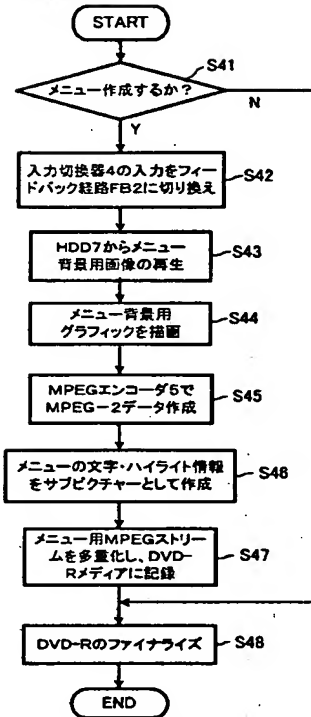 START
S41
メニュー作成するか?
N
Y
入力切換器4の入力をフィー
ドバック経路FB2に切り換え
S42
HDD7からメニュー
背景用画像の再生
S43
メニュー背景用
グラフィックを描画
S44
MPEGエンコーダ5で
MPEG-2データ作成
S45
メニューの文字・ハイライト情報
をサブピクチャーとして作成
S46
メニュー用MPEGストリー
ムを多重化し、DVD-
Rメディアに記録
S47
DVD-Rのファイナライズ
S48
END